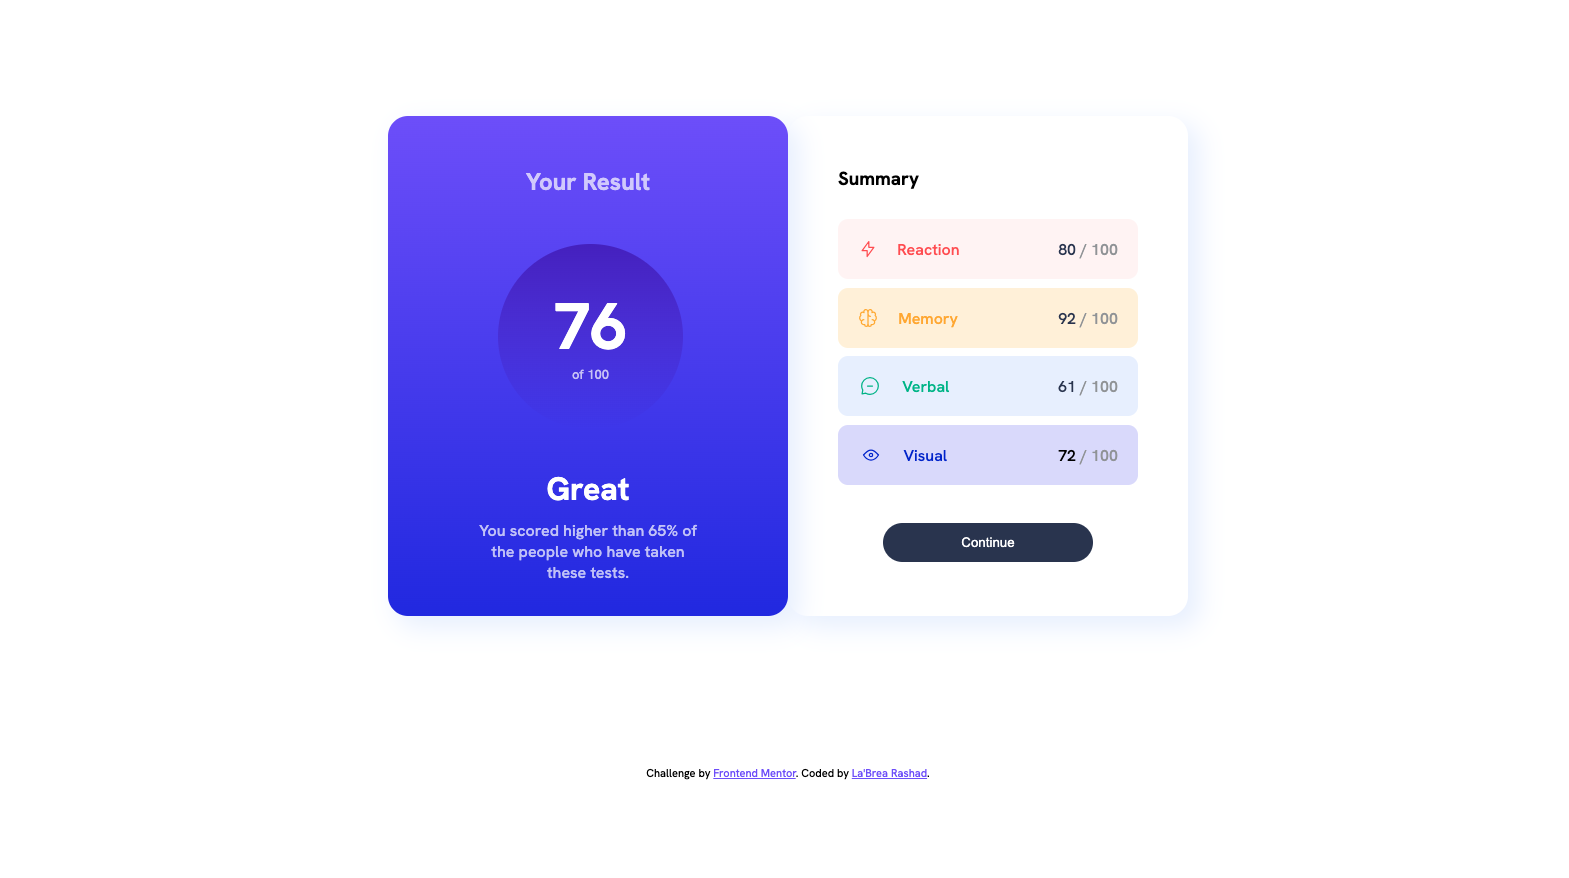 Your Result
76
of 100
Great
You scored higher than 65% of
the people who have taken
these tests.
Summary
Reaction 80 / 100
Memory 92 / 100
Verbal 61 / 100
Visual 72 / 100
Continue
Challenge by Frontend Mentor. Coded by La'Brea Rashad.